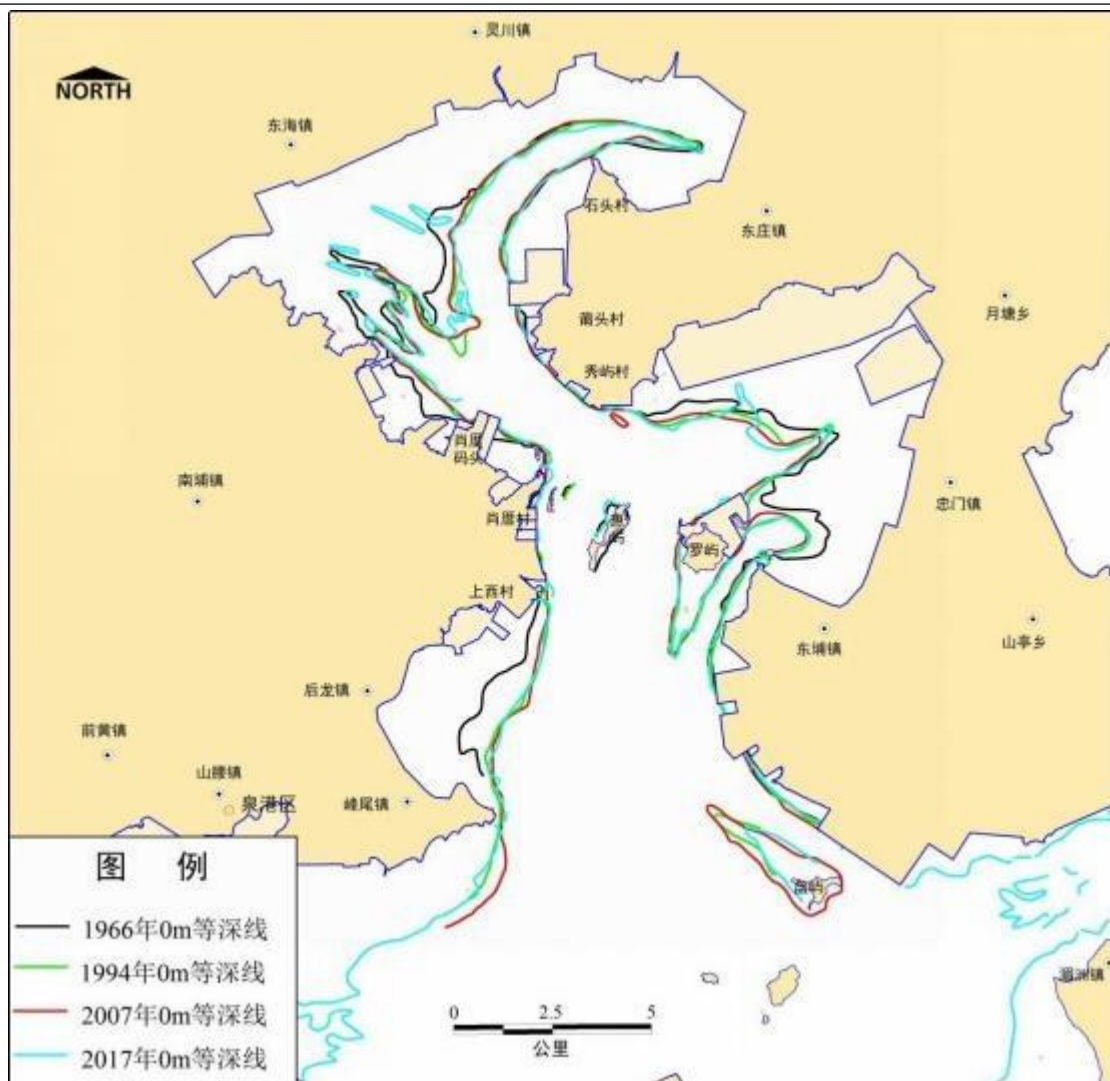 灵川镇
NORTH
东海镇
石头村
东庄镇
月塘乡
莆头村
秀屿村
肖厝
码头
南埔镇
忠门镇
肖厝村
罗屿
上西村
东埔镇
山亭乡
后龙镇
前黄镇
山腰镇
泉港区
峰尾镇
图 例
1966年0m等深线
1994年0m等深线
2007年0m等深线
2017年0m等深线
湄洲镇
0 2.5 5
公里